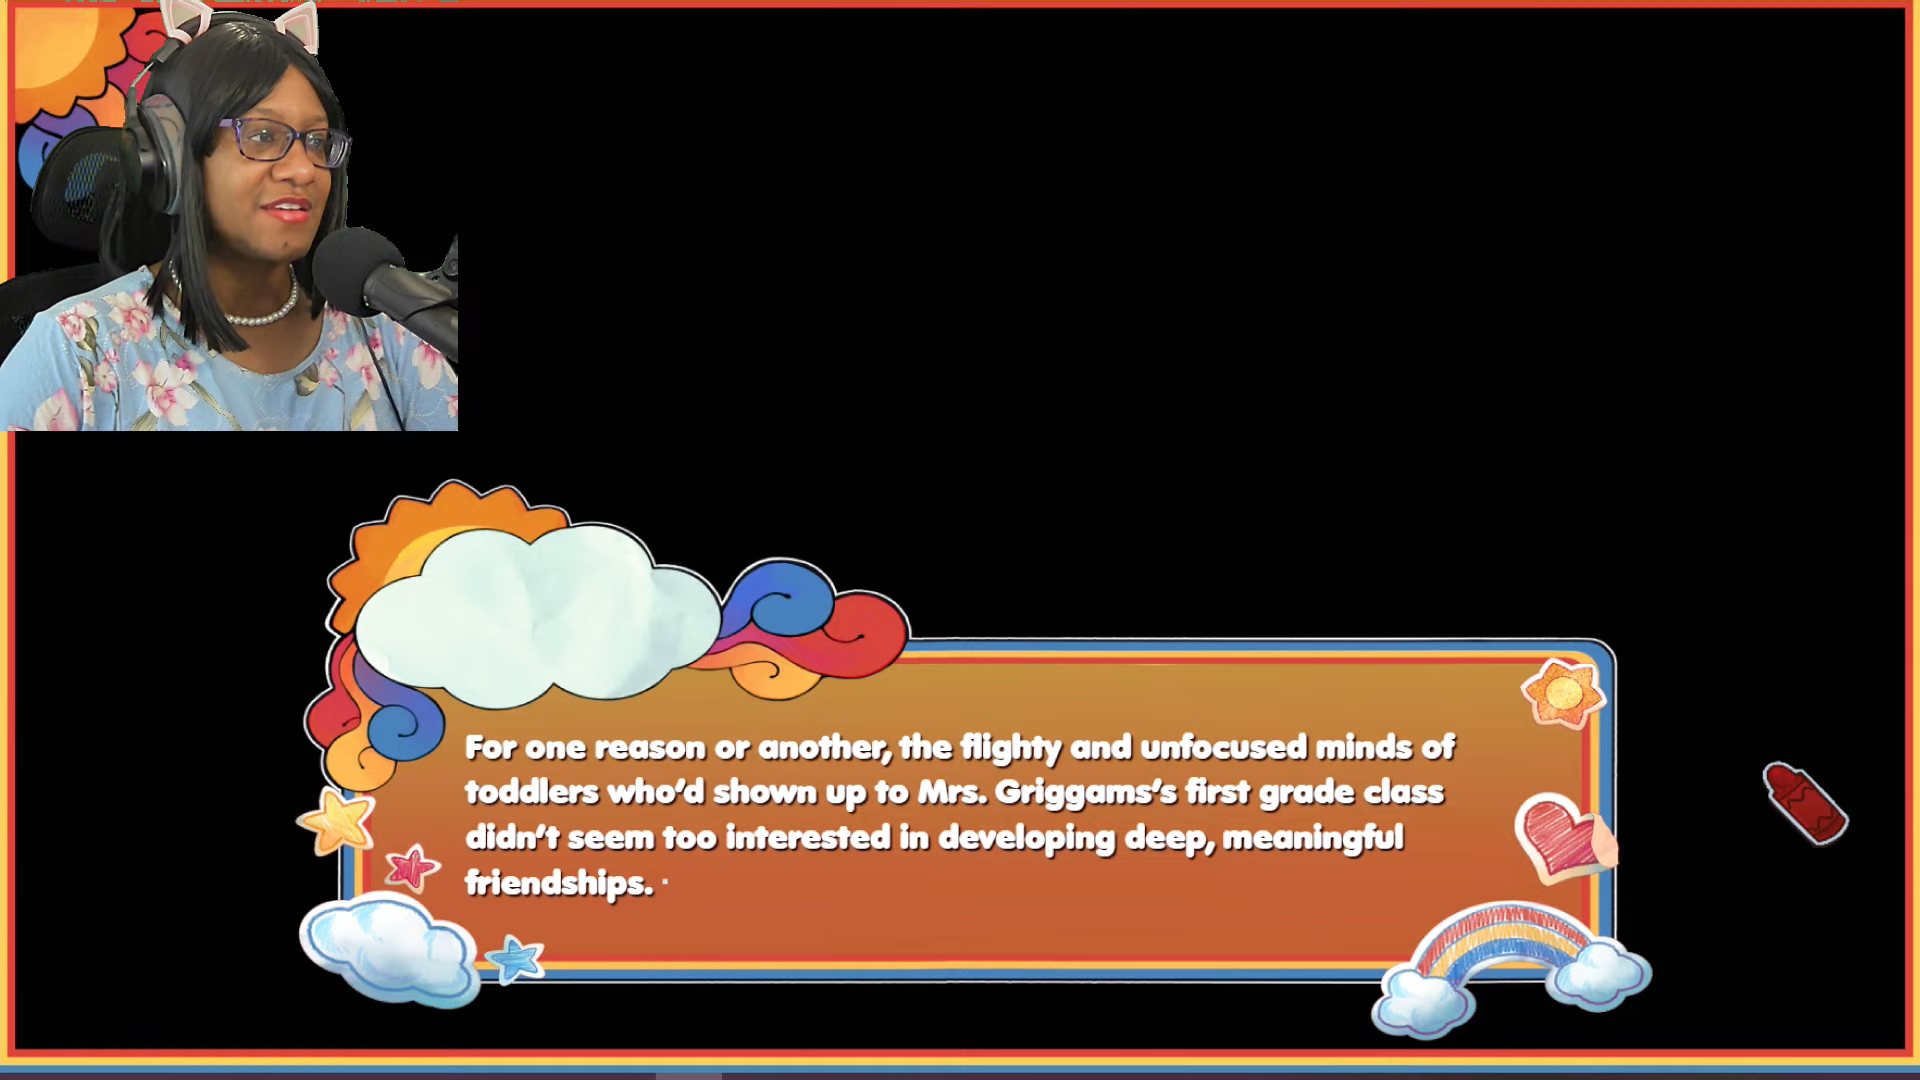 For one reason or another, the flighty and unfocused minds of
toddlers who'd shown up to Mrs. Griggams's first grade class
didn't seem too interested in developing deep, meaningful
friendships.